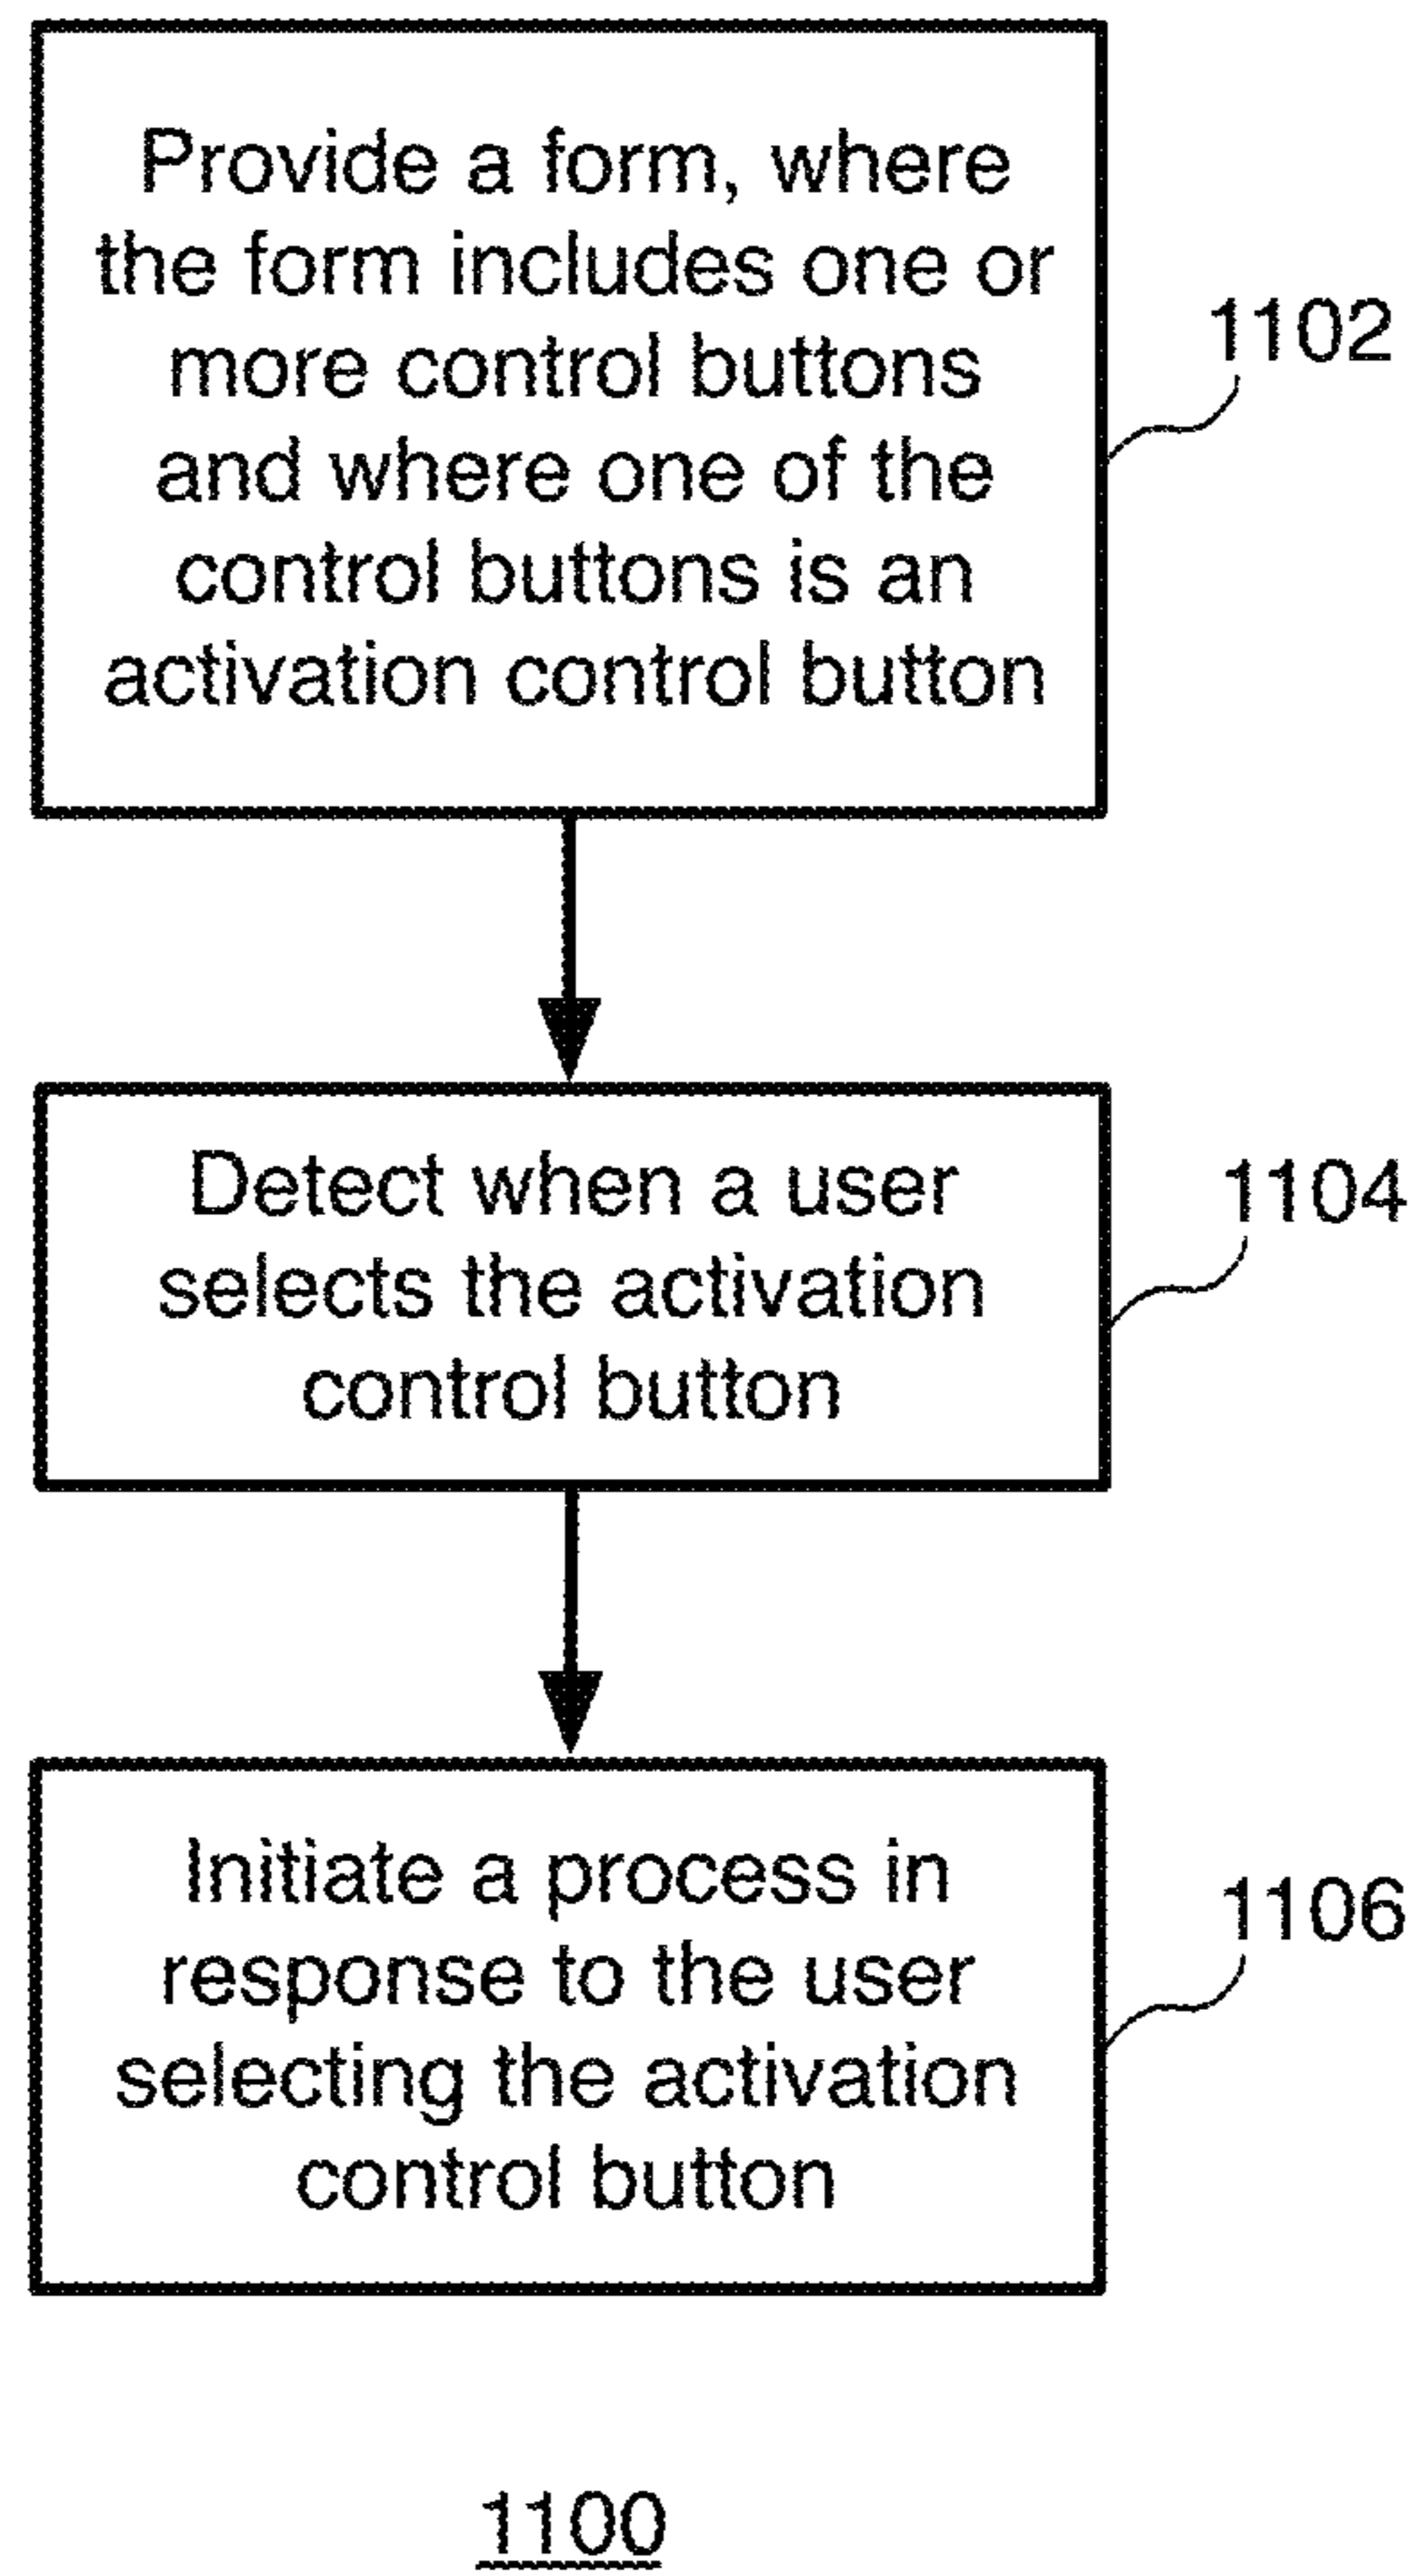 Provide a form, where
the form includes one or
more control buttons
and where one of the
control buttons is an
activation control button
1102
Detect when a user
selects the activation
control button
1104
Initiate a process in
response to the user
selecting the activation
control button
1106
1100